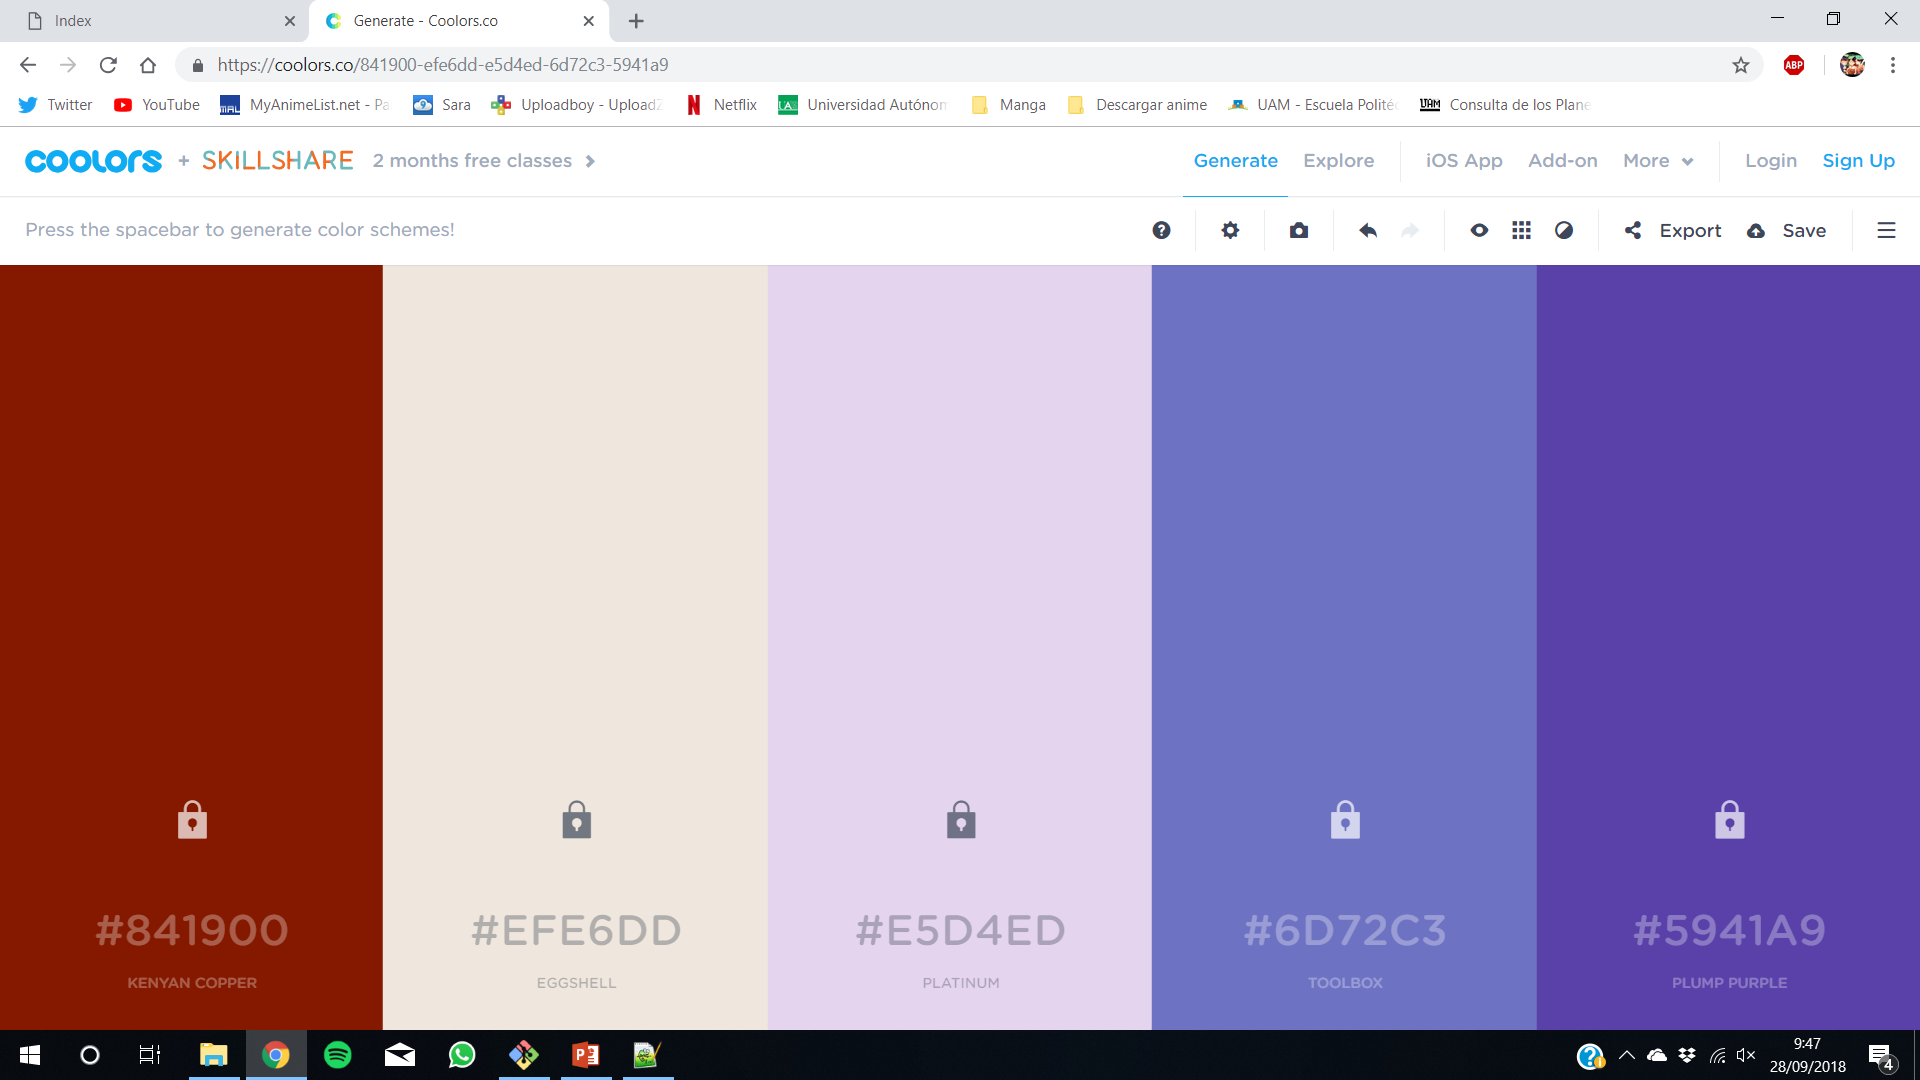 Index
Generate - Coolors.co
https://coolors.co/841900-efe6dd-e5d4ed-6d72c3-5941a9
ABP
Twitter
YouTube
MyAnimeList.net - Pa
Sara
Uploadboy - UploadZ
Netflix
Universidad Autónom
Manga
Descargar anime
UAM - Escuela Polité
Consulta de los Plane
coolors + SKILLSHARE 2 months free classes
Generate
Explore
iOS App
Add-on
More
Login
Sign Up
Press the spacebar to generate color schemes!
Export
Save
#841900
KENYAN COPPER
#EFE6DD
EGGSHELL
#E5D4ED
PLATINUM
#6D72C3
TOOLBOX
#5941A9
PLUMP PURPLE
9:47
28/09/2018
4